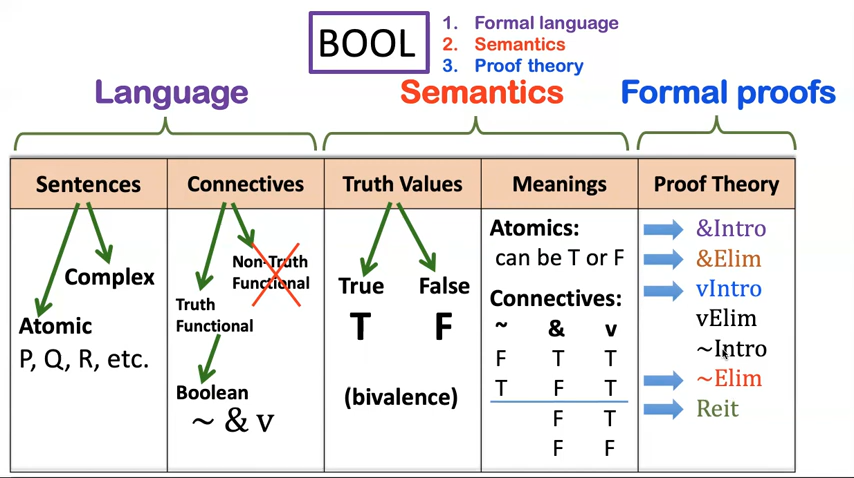 BOOL
1. Formal language
2. Semantics
3. Proof theory
Language
Semantics
Formal proofs
Sentences
Connectives
Truth Values
Meanings
Proof Theory
Complex
Atomic
P, Q, R, etc.
Non-Truth
Functional
Truth
Functional
Boolean
~ & v
True
False
T
F
(bivalence)
Atomics:
can be T or F
Connectives:
~ & v
F T T
T F T
F T
F F
&Intro
&Elim
vIntro
vElim
~Intro
~Elim
Reit